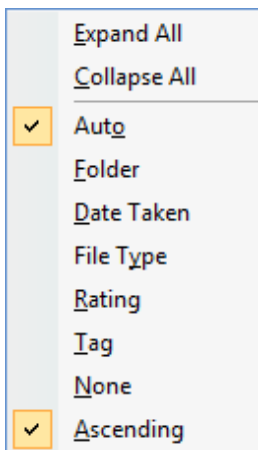 Expand All
Collapse All
Auto
Folder
Date Taken
File Type
Rating
Tag
None
Ascending